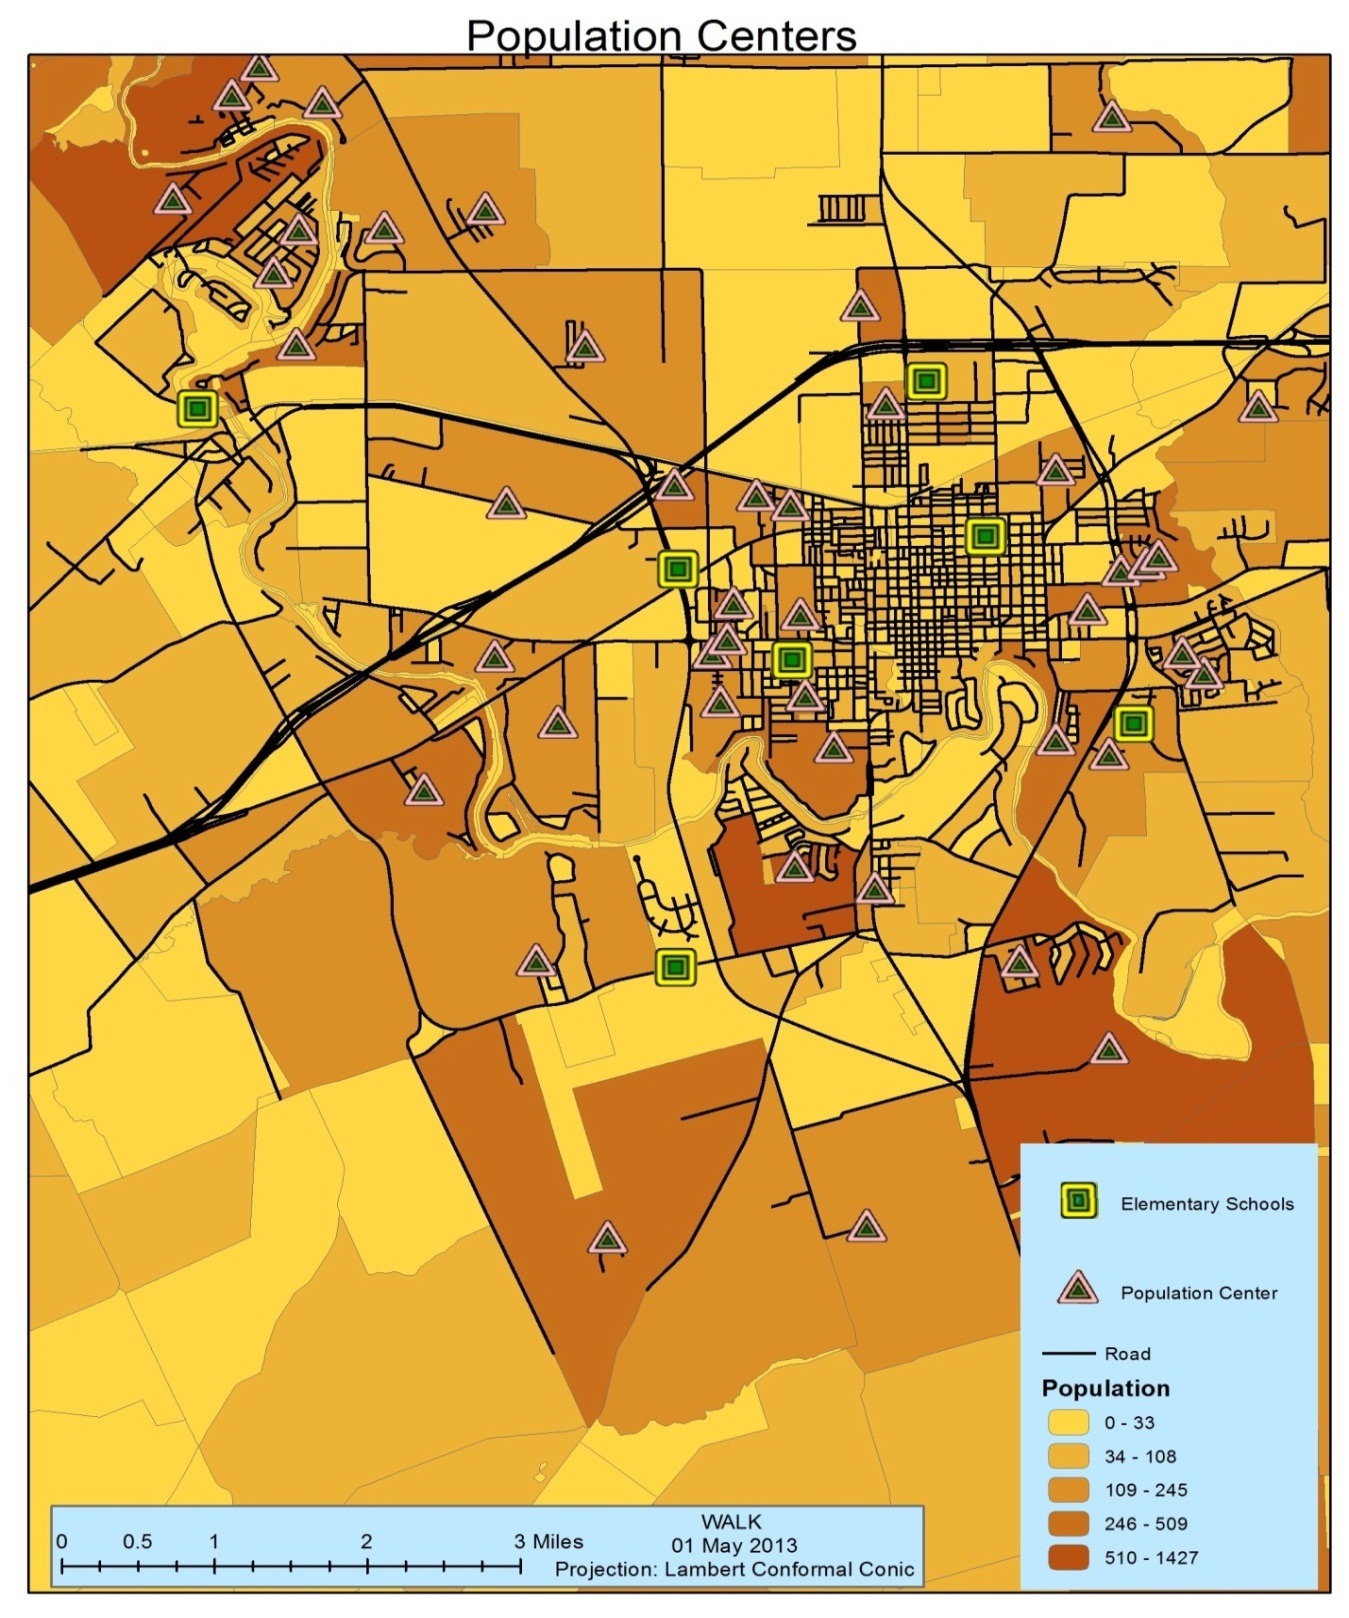 Population Centers
Elementary Schools
Population Center
Road
Population
0 - 33
34 - 108
109 - 245
246 - 509
510 - 1427
0 0.5 1 2 3 Miles
WALK
01 May 2013
Projection: Lambert Conformal Conic